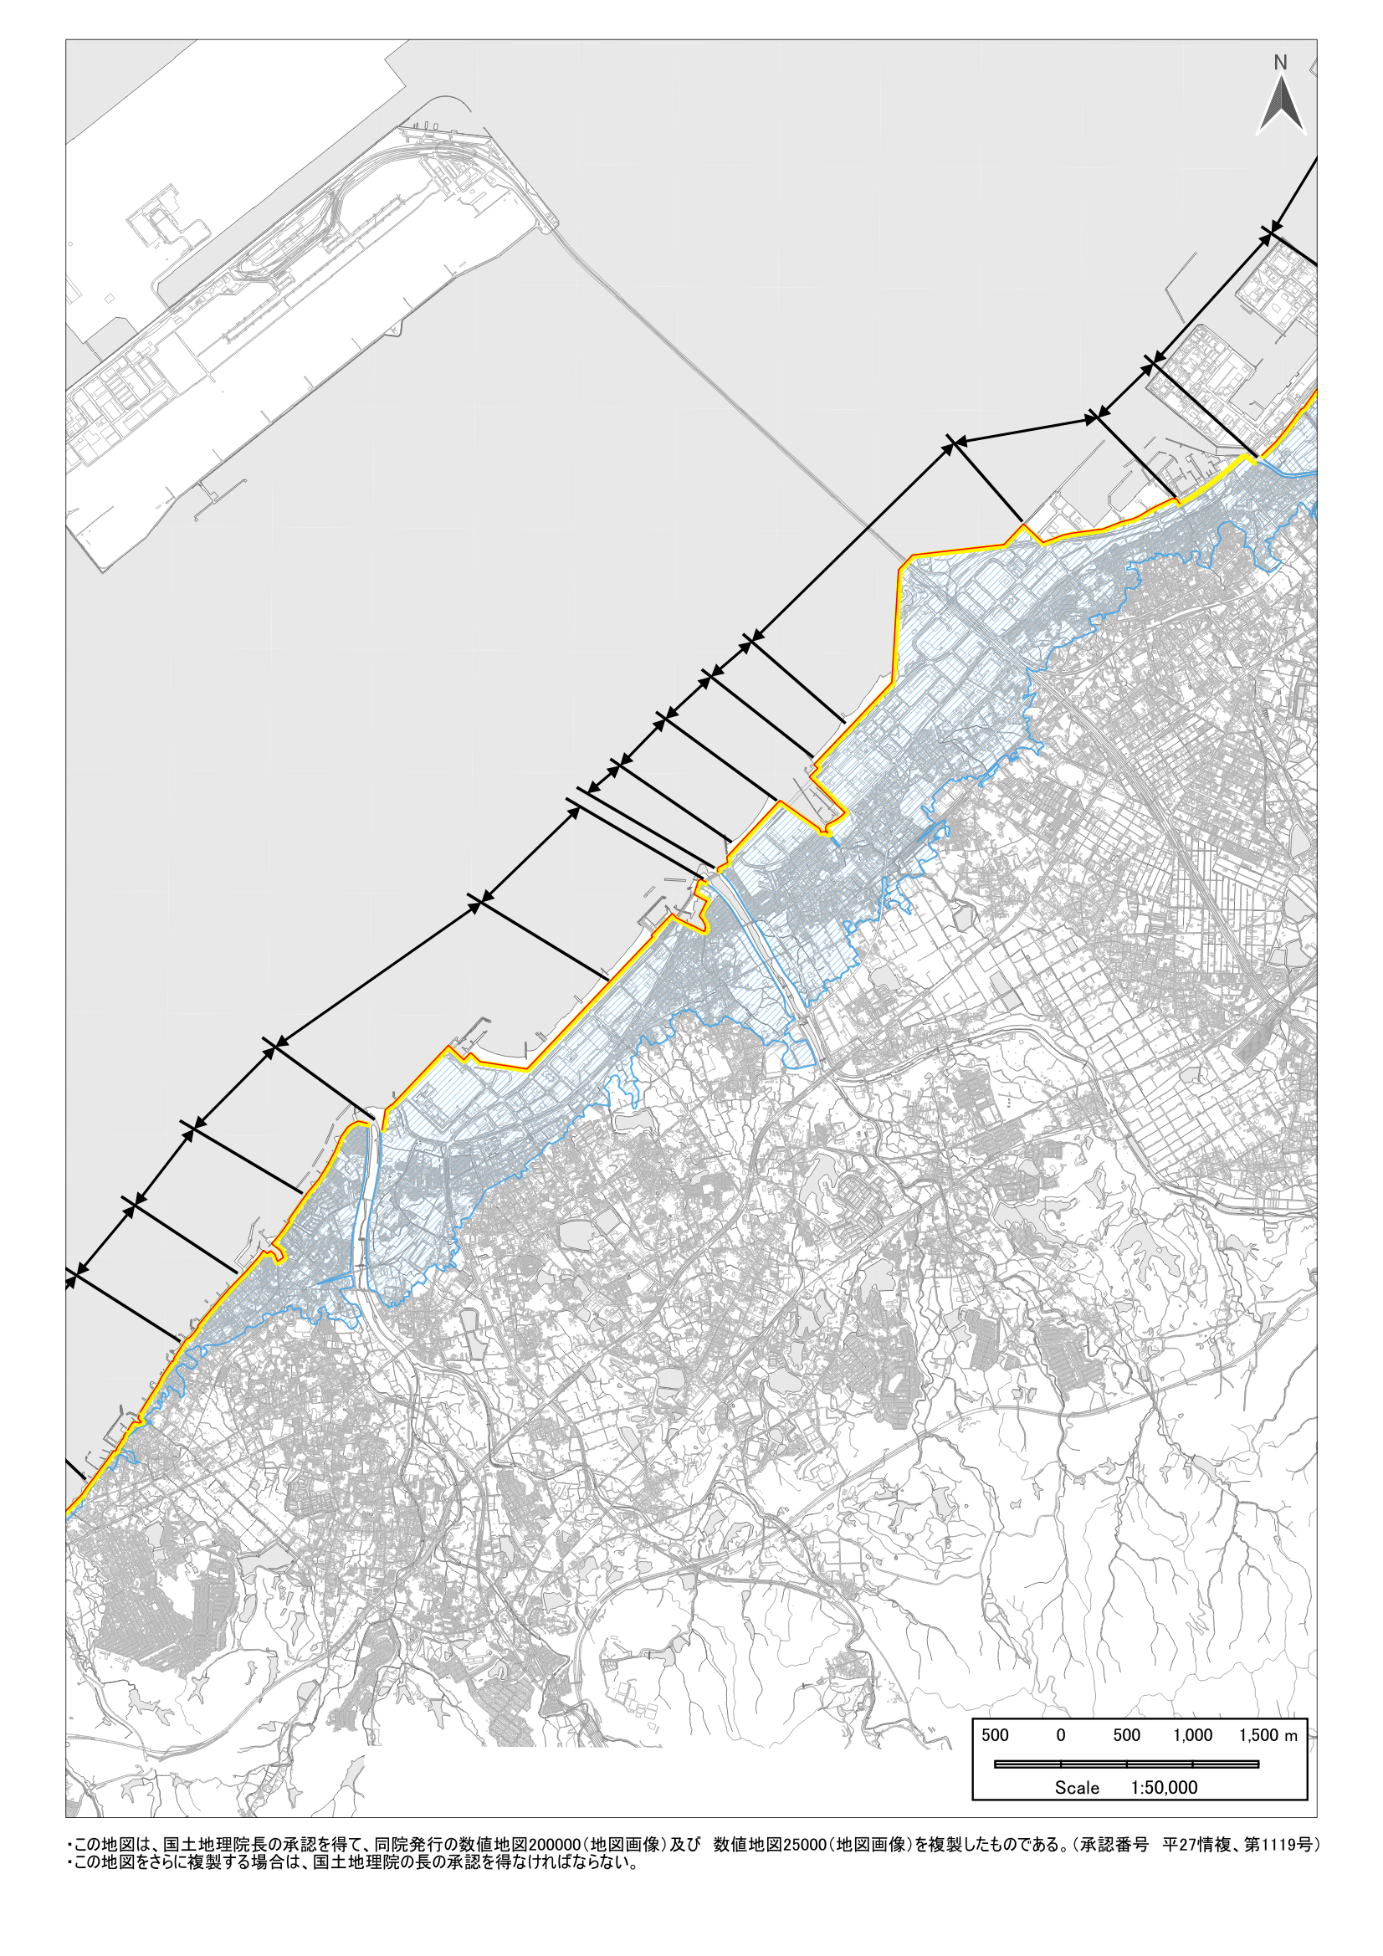 N
500 0 500 1,000 1,500 m
Scale 1:50,000
・この地図は、国土地理院長の承認を得て、同院発行の数値地図200000（地図画像）及び　数値地図25000（地図画像）を複製したものである。（承認番号　平27情複、第1119号）
・この地図をさらに複製する場合は、国土地理院の長の承認を得なければならない。